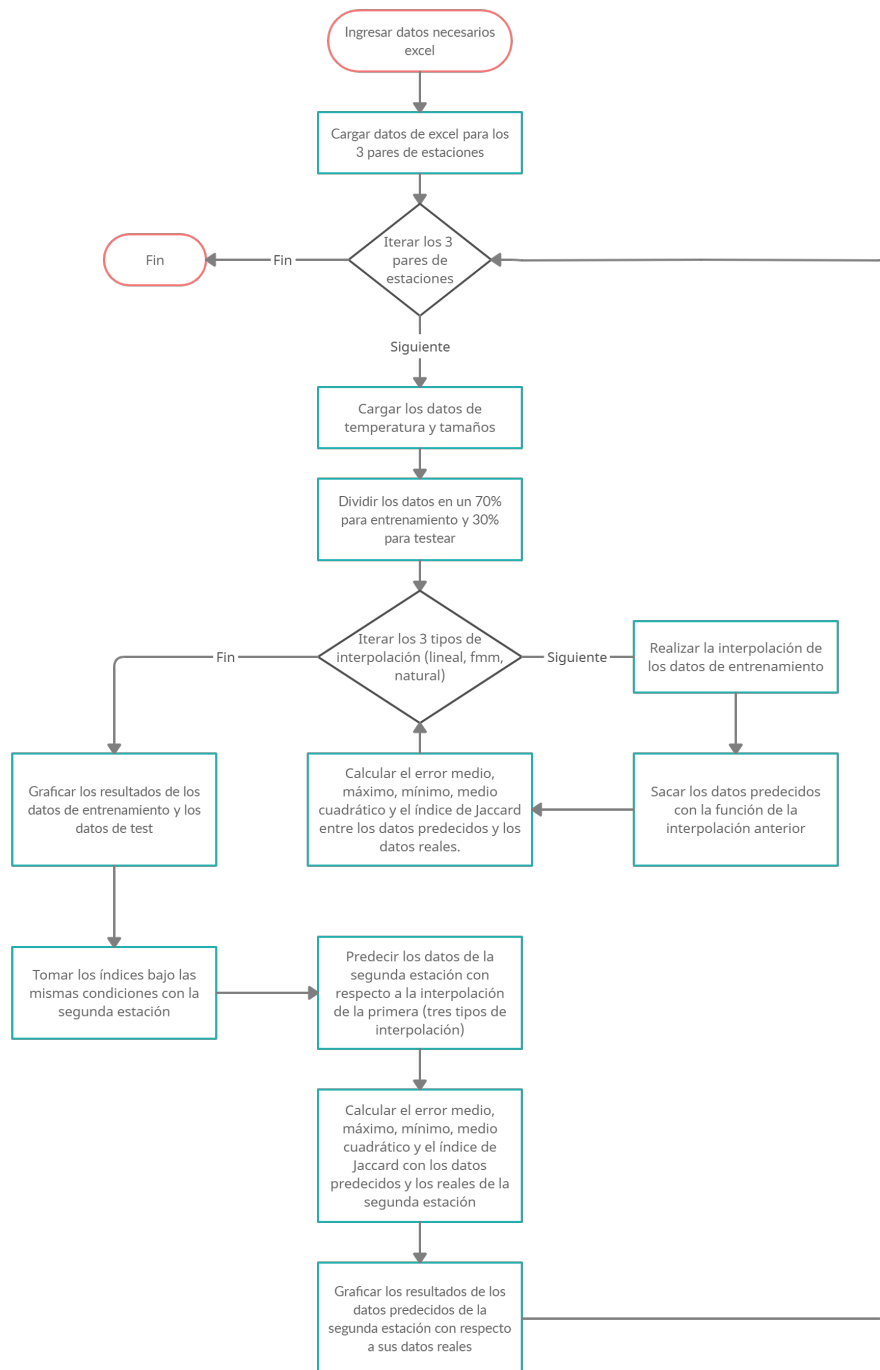 Ingresar datos necesarios
excel
Cargar datos de excel para los
3 pares de estaciones
Iterar los 3
pares de
estaciones
Fin
Fin
Siguiente
Cargar los datos de
temperatura y tamaños
Dividir los datos en un 70%
para entrenamiento y 30%
para testear
Iterar los 3 tipos de
interpolación (lineal, fmm,
natural)
Fin
Siguiente
Realizar la interpolación de
los datos de entrenamiento
Graficar los resultados de los
datos de entrenamiento y los
datos de test
Calcular el error medio,
máximo, mínimo, medio
cuadrático y el índice de Jaccard
entre los datos predecidos y los
datos reales.
Sacar los datos predecidos
con la función de la
interpolación anterior
Tomar los índices bajo las
mismas condiciones con la
segunda estación
Predecir los datos de la
segunda estación con
respecto a la interpolación
de la primera (tres tipos de
interpolación)
Calcular el error medio,
máximo, mínimo, medio
cuadrático y el índice de
Jaccard con los datos
predecidos y los reales de la
segunda estación
Graficar los resultados de los
datos predecidos de la
segunda estación con respecto
a sus datos reales